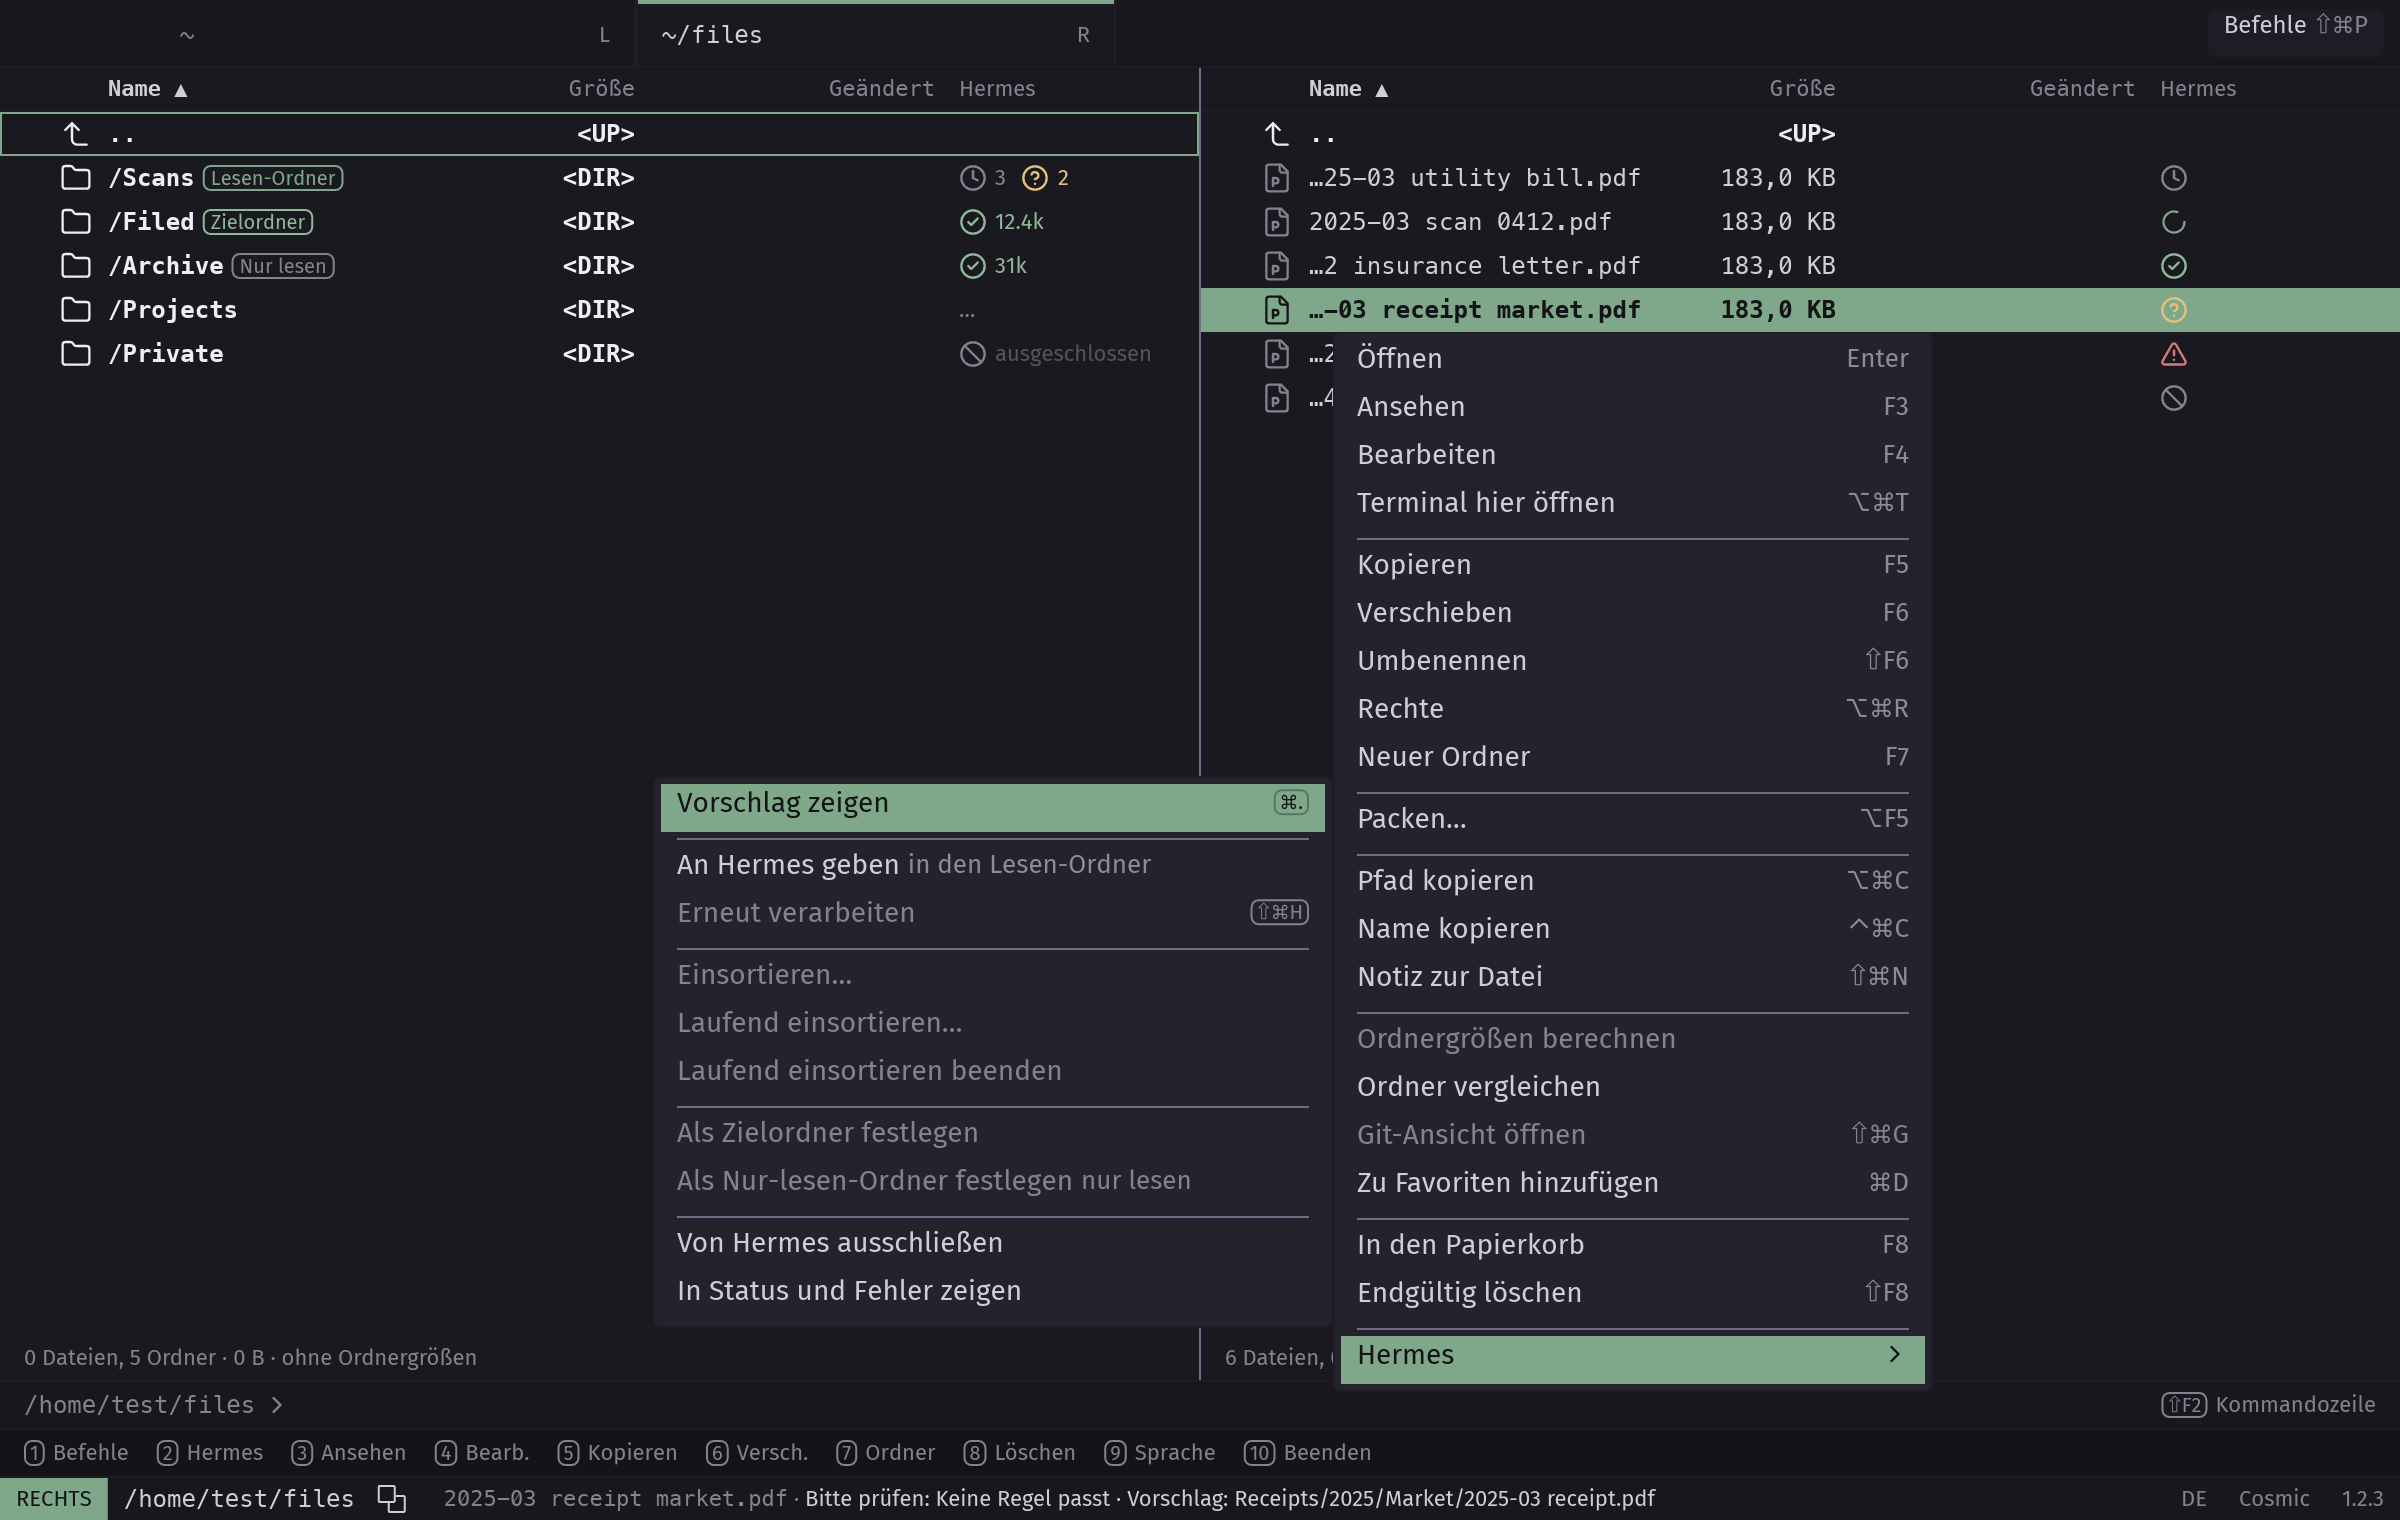 ~ L ~/files R Befehle ⇧⌘P
Name ▲ Größe Geändert Hermes
.. <UP>
/Scans Lesen-Ordner <DIR> 3 2
/Filed Zielordner <DIR> 12.4k
/Archive Nur lesen <DIR> 31k
/Projects <DIR> …
/Private <DIR> ausgeschlossen
Name ▲ Größe Geändert Hermes
.. <UP>
…25-03 utility bill.pdf 183,0 KB
2025-03 scan 0412.pdf 183,0 KB
…2 insurance letter.pdf 183,0 KB
…-03 receipt market.pdf 183,0 KB
…2
…4
Öffnen Enter
Ansehen F3
Bearbeiten F4
Terminal hier öffnen ⌥⌘T
Kopieren F5
Verschieben F6
Umbenennen ⇧F6
Rechte ⌥⌘R
Neuer Ordner F7
Packen… ⌥F5
Pfad kopieren ⌥⌘C
Name kopieren ^⌘C
Notiz zur Datei ⇧⌘N
Ordnergrößen berechnen
Ordner vergleichen
Git-Ansicht öffnen ⇧⌘G
Zu Favoriten hinzufügen ⌘D
In den Papierkorb F8
Endgültig löschen ⇧F8
Hermes
Vorschlag zeigen ⌘.
An Hermes geben in den Lesen-Ordner
Erneut verarbeiten ⇧⌘H
Einsortieren…
Laufend einsortieren…
Laufend einsortieren beenden
Als Zielordner festlegen
Als Nur-lesen-Ordner festlegen nur lesen
Von Hermes ausschließen
In Status und Fehler zeigen
0 Dateien, 5 Ordner · 0 B · ohne Ordnergrößen
6 Dateien,
/home/test/files > ⇧F2 Kommandozeile
1 Befehle 2 Hermes 3 Ansehen 4 Bearb. 5 Kopieren 6 Versch. 7 Ordner 8 Löschen 9 Sprache 10 Beenden
RECHTS /home/test/files 2025-03 receipt market.pdf · Bitte prüfen: Keine Regel passt · Vorschlag: Receipts/2025/Market/2025-03 receipt.pdf DE Cosmic 1.2.3